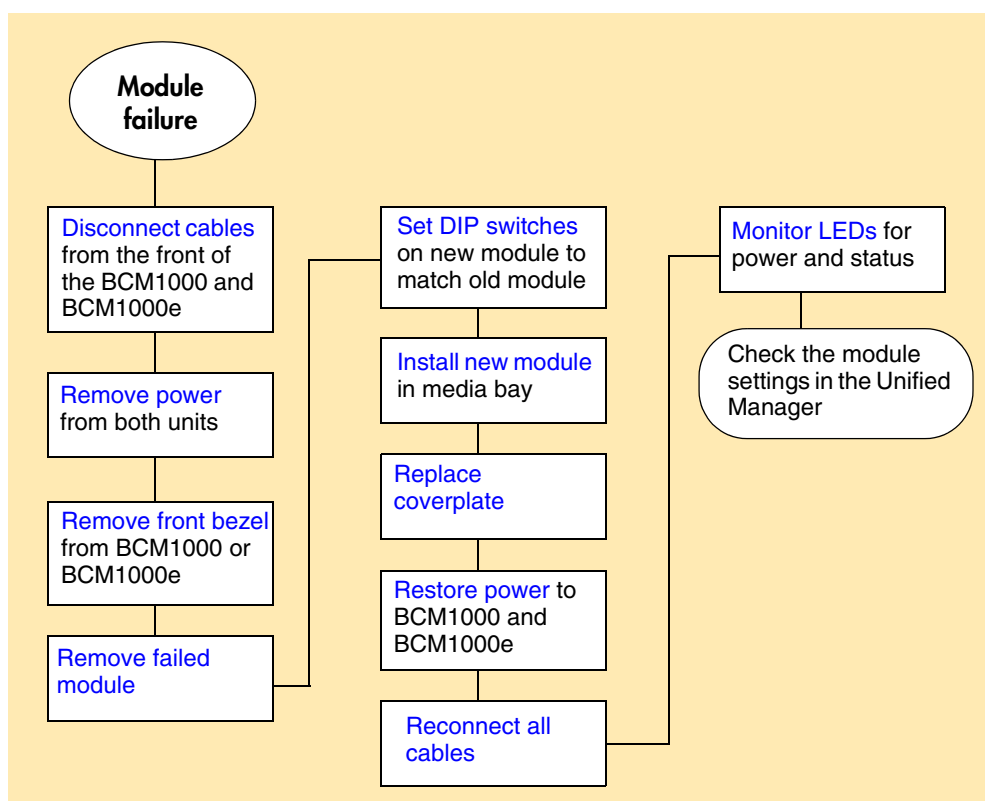 Module
failure
Disconnect cables
from the front of
the BCM1000 and
BCM1000e
Remove power
from both units
Remove front bezel
from BCM1000 or
BCM1000e
Remove failed
module
Set DIP switches
on new module to
match old module
Install new module
in media bay
Replace
coverplate
Restore power to
BCM1000 and
BCM1000e
Reconnect all
cables
Monitor LEDs for
power and status
Check the module
settings in the Unified
Manager